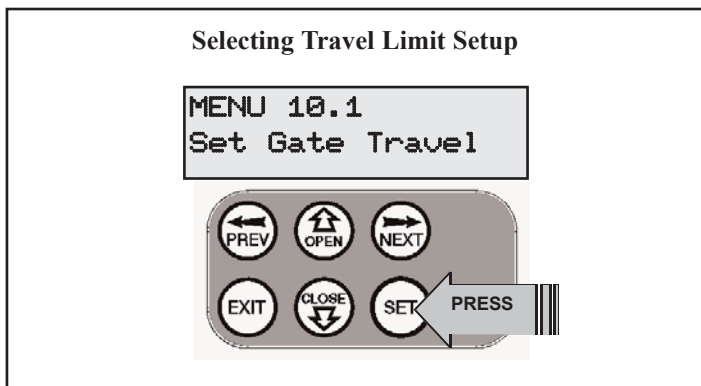 Selecting Travel Limit Setup
MENU 10.1
Set Gate Travel
PREV
OPEN
NEXT
EXIT
CLOSE
SET
PRESS